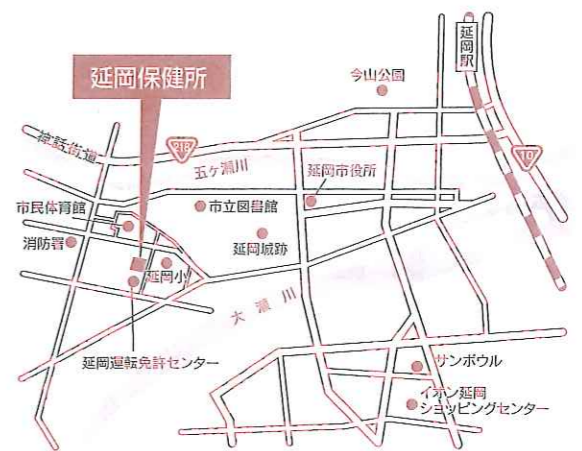 延岡保健所
今山公園
延岡駅
神話街道
218
10
五ヶ瀬川
延岡市役所
市民体育館
市立図書館
消防署
延岡城跡
延岡小
大瀬川
延岡運転免許センター
サンボウル
イオン延岡
ショッピングセンター